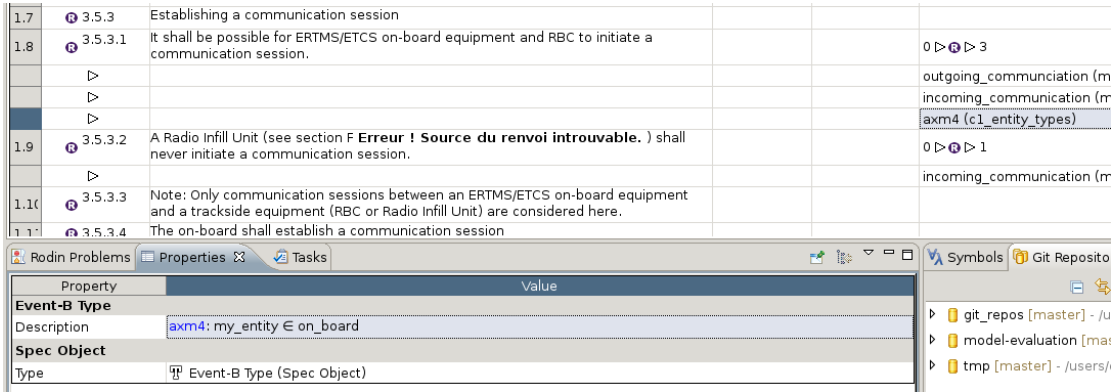 1.7 R 3.5.3 Establishing a communication session
1.8 R 3.5.3.1 It shall be possible for ERTMS/ETCS on-board equipment and RBC to initiate a
communication session. 0 ▷ R ▷ 3
▷ outgoing_communciation (m
▷ incoming_communication (m
▷ axm4 (c1_entity_types)
1.9 R 3.5.3.2 A Radio Infill Unit (see section F Erreur ! Source du renvoi introuvable. ) shall
never initiate a communication session. 0 ▷ R ▷ 1
▷ incoming_communication (m
1.10 R 3.5.3.3 Note: Only communication sessions between an ERTMS/ETCS on-board equipment
and a trackside equipment (RBC or Radio Infill Unit) are considered here.
R 3.5.3.4 The on-board shall establish a communication session
Rodin Problems Properties Tasks Symbols Git Reposito
Property Value
Event-B Type
Description axm4: my_entity ∈ on_board
Spec Object
Type Event-B Type (Spec Object)
git_repos [master] - /u
model-evaluation [mas
tmp [master] - /users/